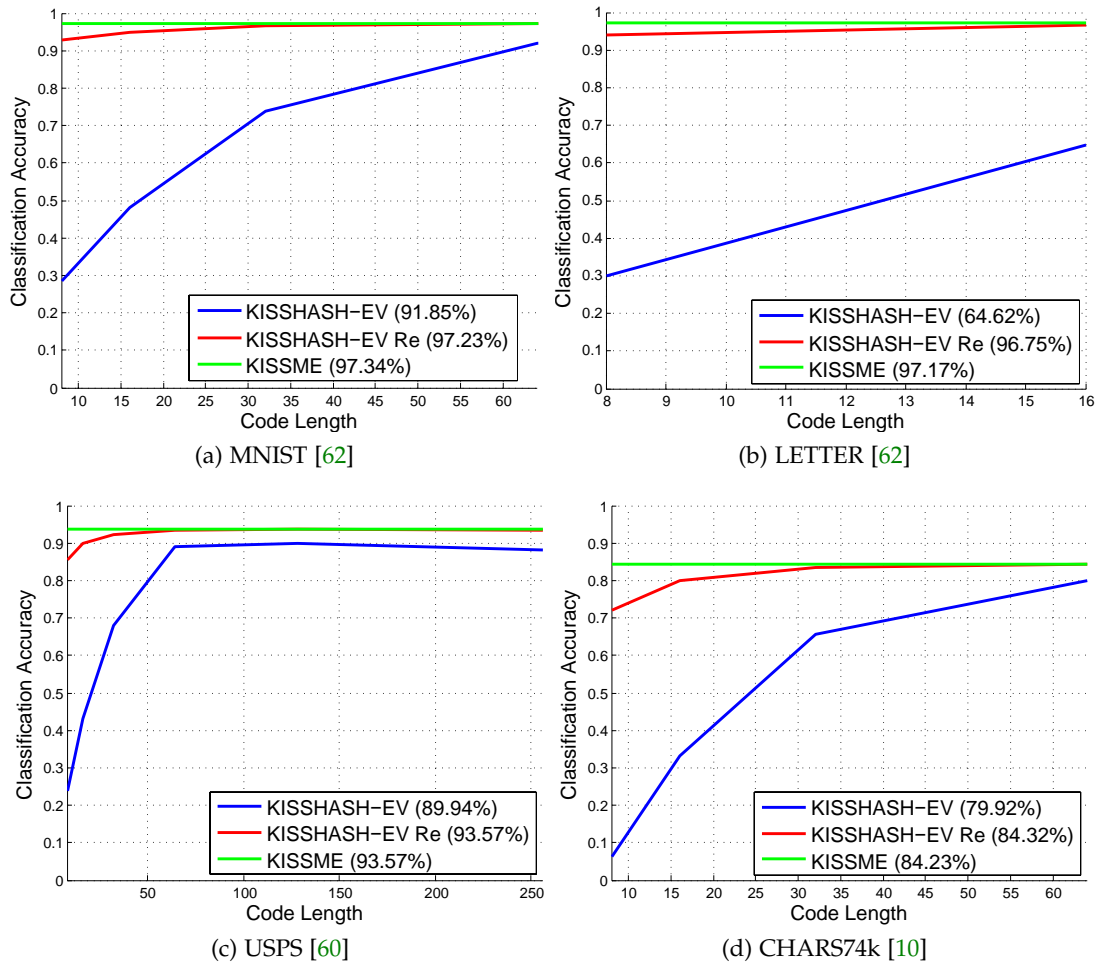 1
0.9
0.8
0.7
0.6
0.5
0.4
0.3
0.2
0.1
0
Classification Accuracy
10 15 20 25 30 35 40 45 50 55 60
Code Length
KISSHASH−EV (91.85%)
KISSHASH−EV Re (97.23%)
KISSME (97.34%)
(a) MNIST [62]
1
0.9
0.8
0.7
0.6
0.5
0.4
0.3
0.2
0.1
0
Classification Accuracy
8 9 10 11 12 13 14 15 16
Code Length
KISSHASH−EV (64.62%)
KISSHASH−EV Re (96.75%)
KISSME (97.17%)
(b) LETTER [62]
1
0.9
0.8
0.7
0.6
0.5
0.4
0.3
0.2
0.1
0
Classification Accuracy
50 100 150 200 250
Code Length
KISSHASH−EV (89.94%)
KISSHASH−EV Re (93.57%)
KISSME (93.57%)
(c) USPS [60]
1
0.9
0.8
0.7
0.6
0.5
0.4
0.3
0.2
0.1
0
Classification Accuracy
10 15 20 25 30 35 40 45 50 55 60
Code Length
KISSHASH−EV (79.92%)
KISSHASH−EV Re (84.32%)
KISSME (84.23%)
(d) CHARS74k [10]